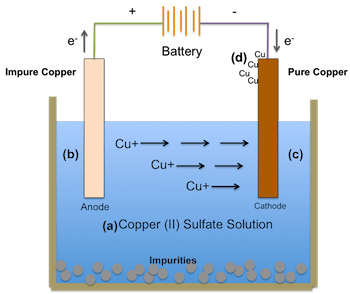 + -
e- e-
Battery
(d) Cu
Cu
Cu
Cu
Impure Copper Pure Copper
(b) (c)
Cu+
Cu+
Cu+
Anode Cathode
(a) Copper (II) Sulfate Solution
Impurities